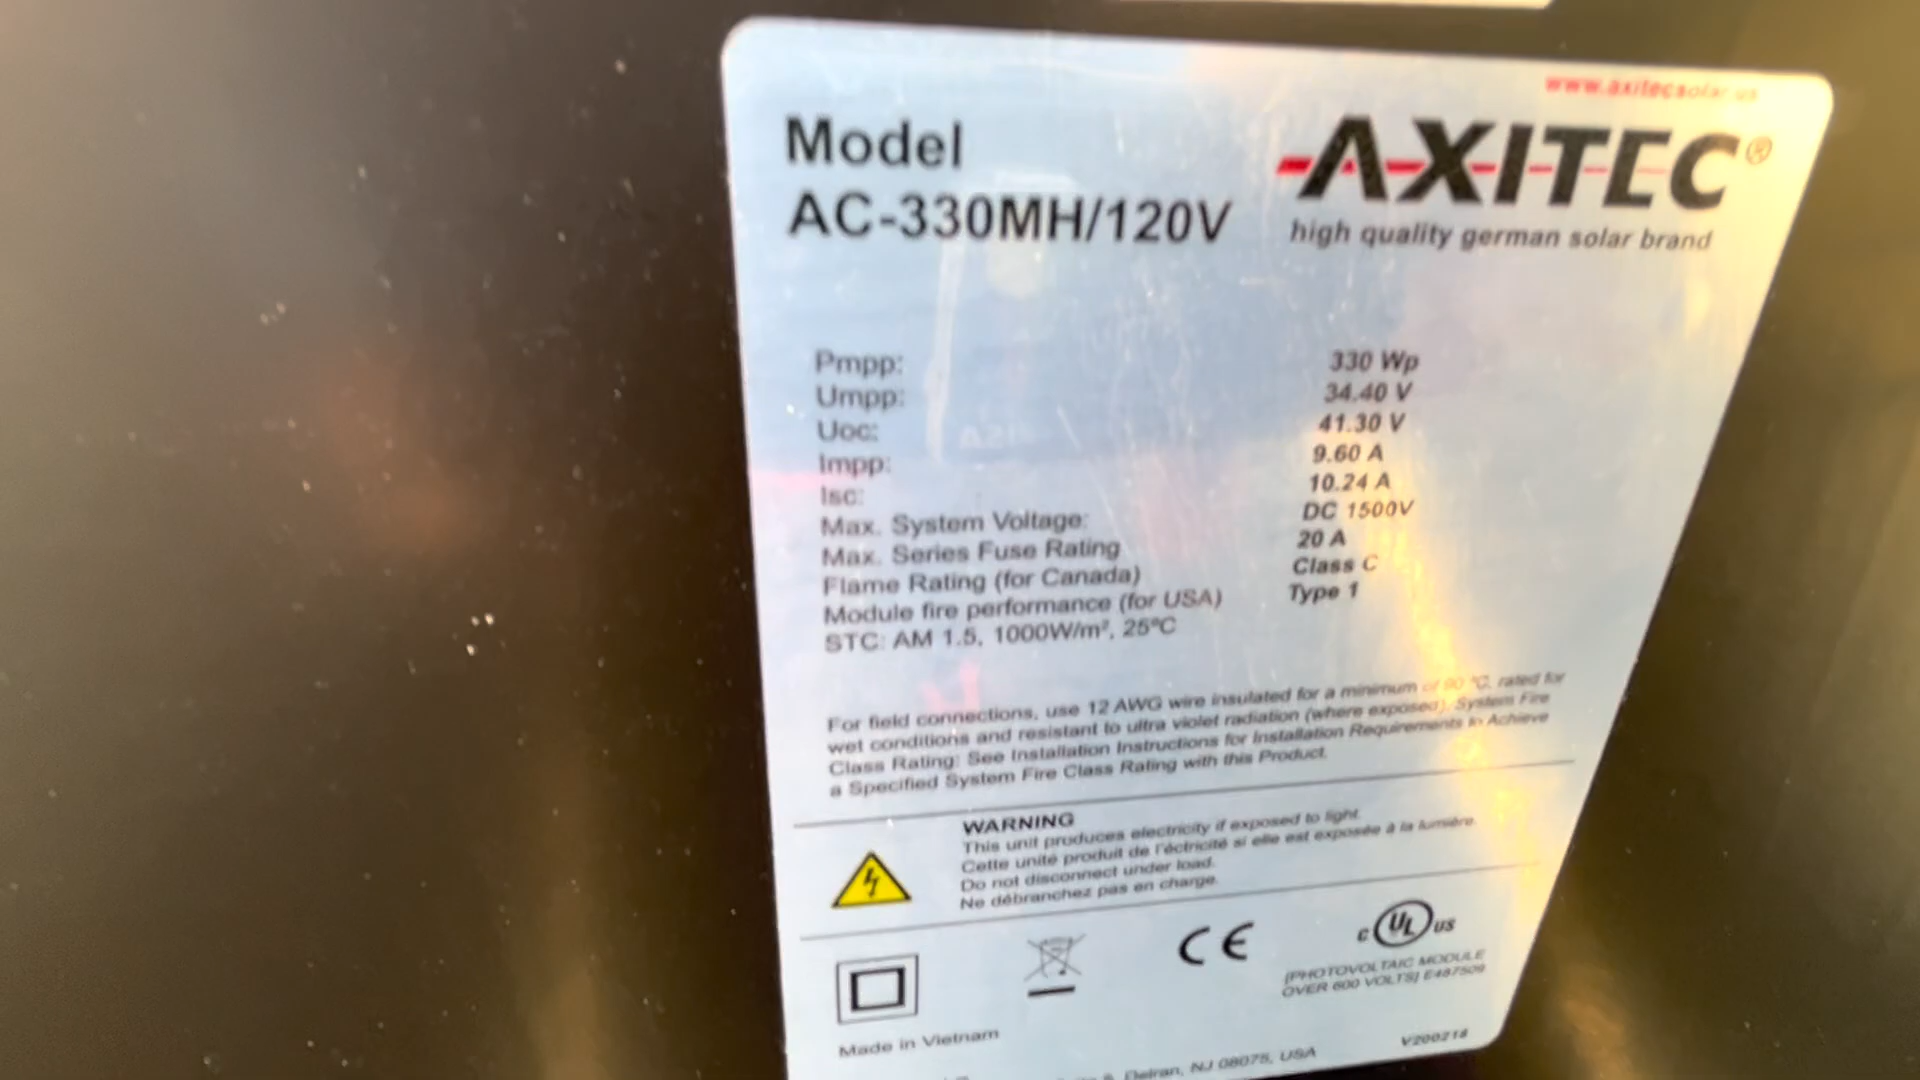 www.axitecsolar.us
Model
AC-330MH/120V
AXITEC®
high quality german solar brand
Pmpp: 330 Wp
Umpp: 34.40 V
Uoc: 41.30 V
Impp: 9.60 A
Isc: 10.24 A
Max. System Voltage: DC 1500V
Max. Series Fuse Rating 20 A
Flame Rating (for Canada) Class C
Module fire performance (for USA) Type 1
STC: AM 1.5, 1000W/m², 25°C
For field connections, use 12 AWG wire insulated for a minimum of 90 °C, rated for
wet conditions and resistant to ultra violet radiation (where exposed). System Fire
Class Rating: See Installation Instructions for Installation Requirements to Achieve
a Specified System Fire Class Rating with this Product.
WARNING
This unit produces electricity if exposed to light.
Cette unité produit de l'éctricité si elle est exposée à la lumière.
Do not disconnect under load.
Ne débranchez pas en charge.
CE
c UL us
[PHOTOVOLTAIC MODULE
OVER 600 VOLTS] E487509
Made in Vietnam
V200218
Delran, NJ 08075, USA